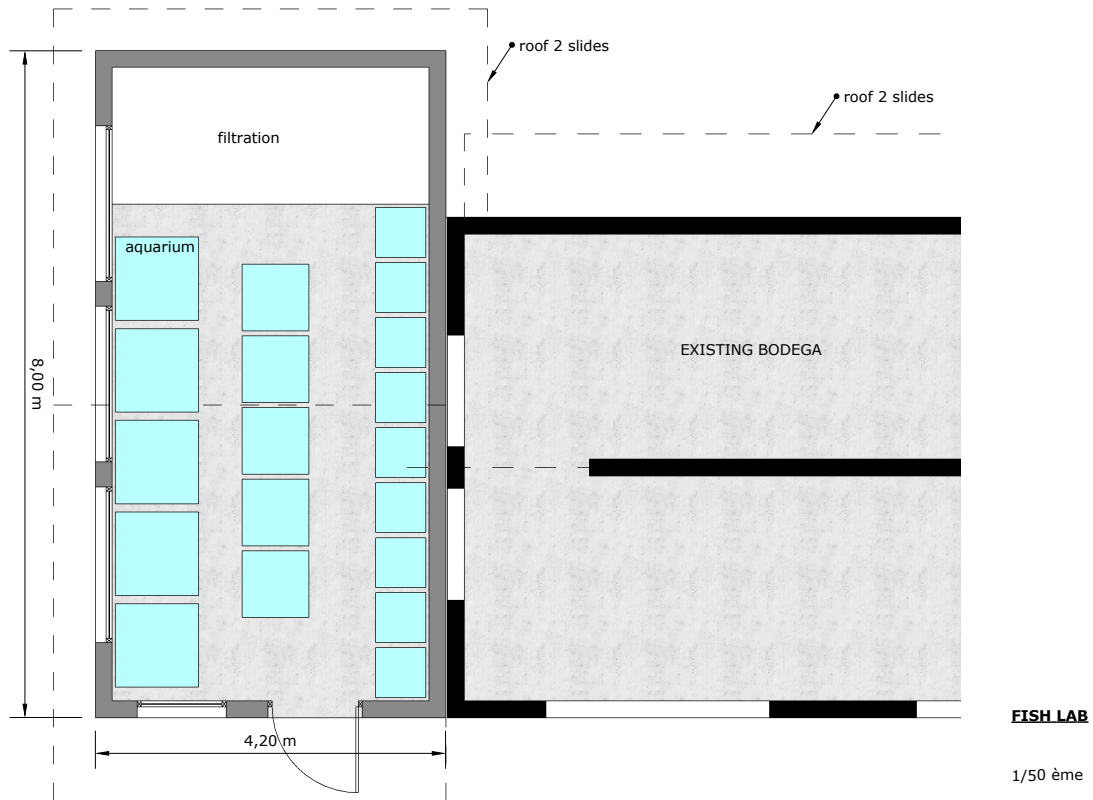 roof 2 slides
roof 2 slides
filtration
aquarium
EXISTING BODEGA
8,00 m
4,20 m
FISH LAB
1/50 ème